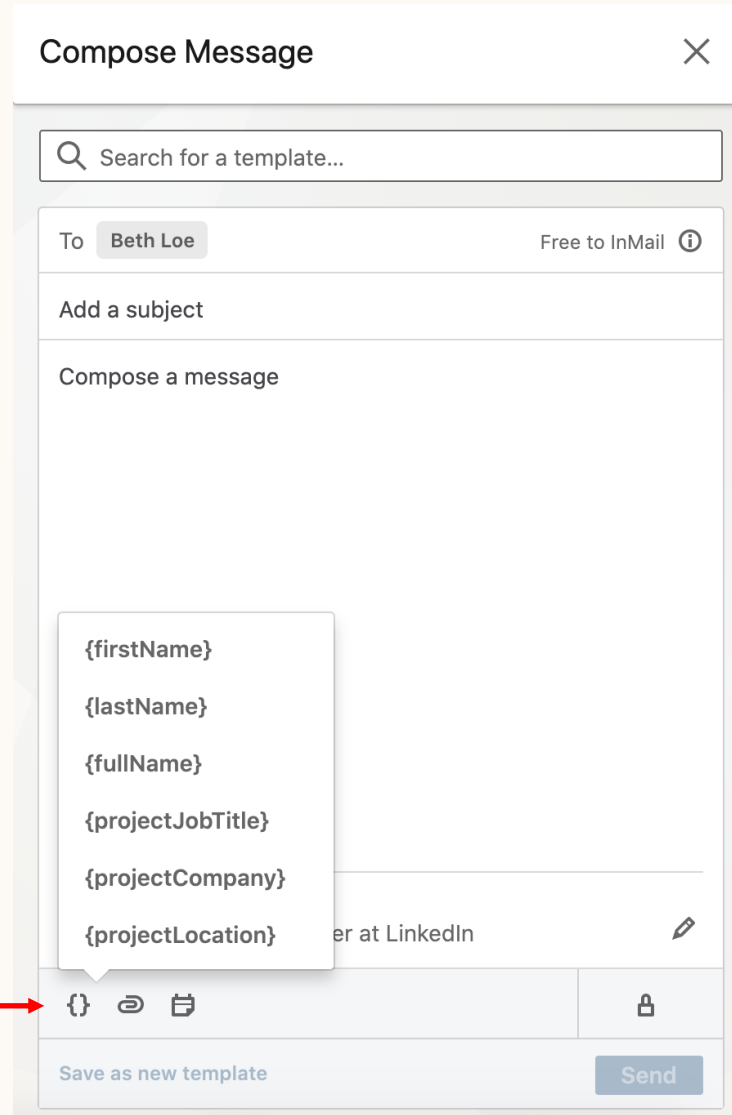 Compose Message
Search for a template...
To Beth Loe Free to InMail
Add a subject
Compose a message
{firstName}
{lastName}
{fullName}
{projectJobTitle}
{projectCompany}
{projectLocation}
at LinkedIn
{}
Save as new template
Send